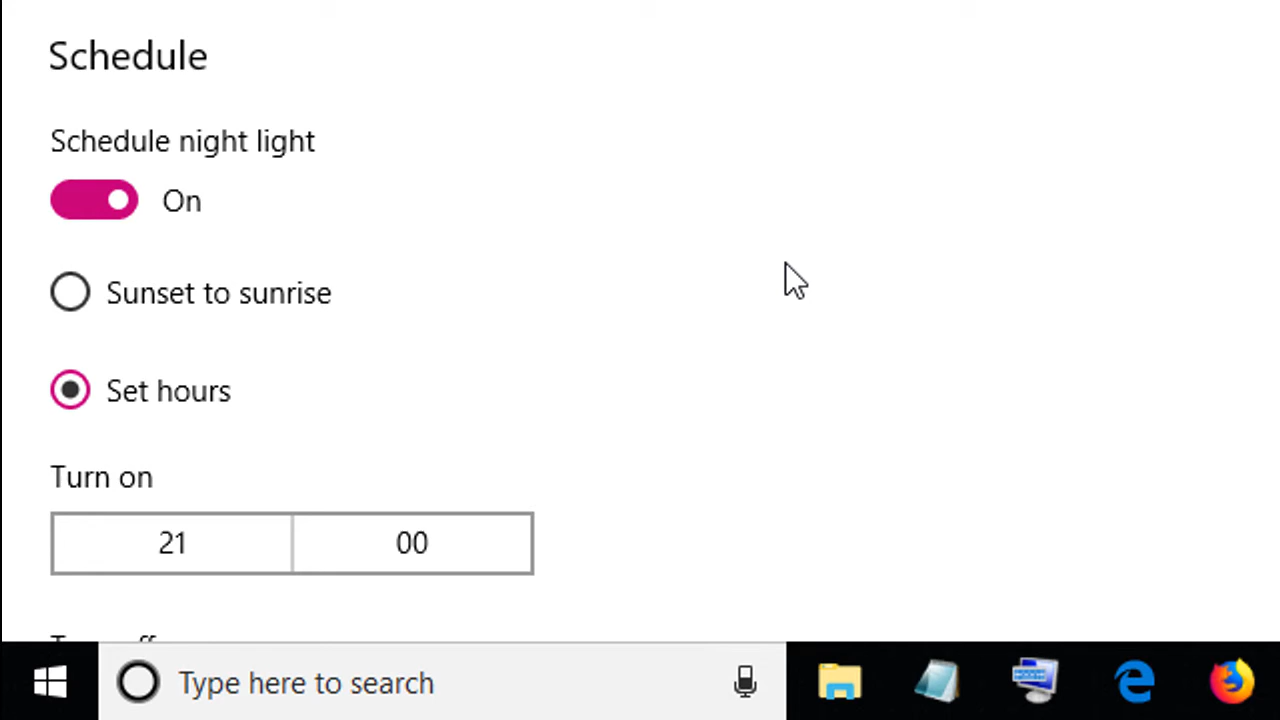 Schedule
Schedule night light
On
Sunset to sunrise
Set hours
Turn on
21 00
Type here to search